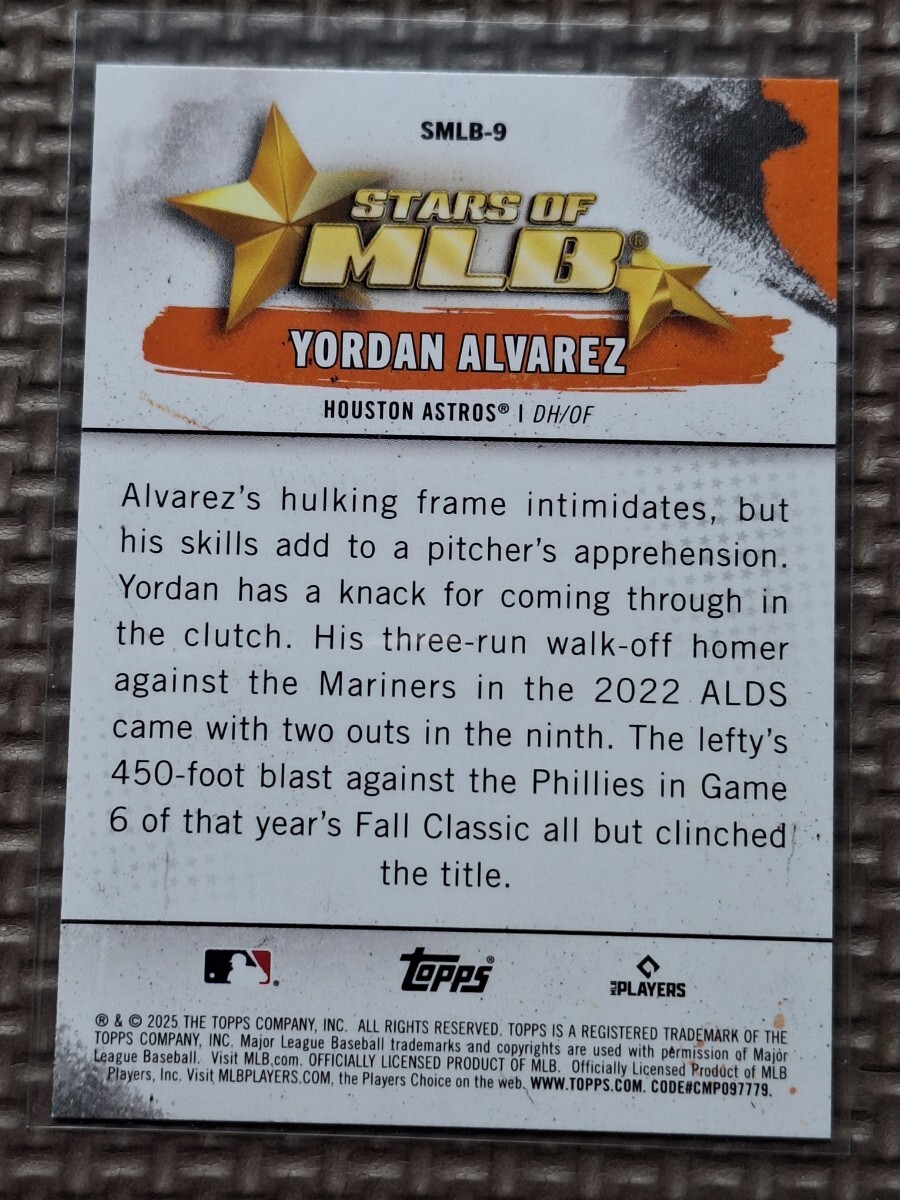 SMLB-9
STARS OF
MLB®
YORDAN ALVAREZ
HOUSTON ASTROS® | DH/OF
Alvarez's hulking frame intimidates, but
his skills add to a pitcher's apprehension.
Yordan has a knack for coming through in
the clutch. His three-run walk-off homer
against the Mariners in the 2022 ALDS
came with two outs in the ninth. The lefty's
450-foot blast against the Phillies in Game
6 of that year's Fall Classic all but clinched
the title.
topps® MLB PLAYERS
® & © 2025 THE TOPPS COMPANY, INC. ALL RIGHTS RESERVED. TOPPS IS A REGISTERED TRADEMARK OF THE
TOPPS COMPANY, INC. Major League Baseball trademarks and copyrights are used with permission of Major
League Baseball. Visit MLB.com. OFFICIALLY LICENSED PRODUCT OF MLB. Officially Licensed Product of MLB
Players, Inc. Visit MLBPLAYERS.COM, the Players Choice on the web. WWW.TOPPS.COM. CODE#CMP097779.